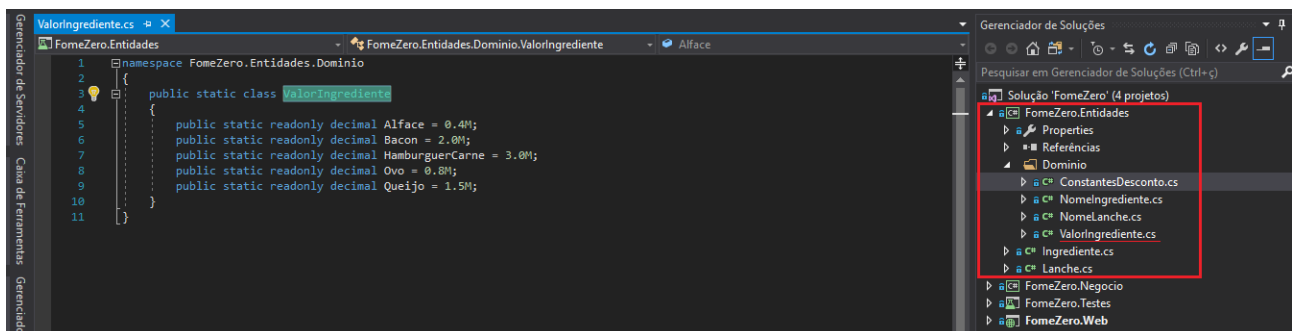 Gerenciador de Servidores
Caixa de Ferramentas
ValorIngrediente.cs
FomeZero.Entidades
FomeZero.Entidades.Dominio.ValorIngrediente
Alface
1 namespace FomeZero.Entidades.Dominio
2 {
3 public static class ValorIngrediente
4 {
5 public static readonly decimal Alface = 0.4M;
6 public static readonly decimal Bacon = 2.0M;
7 public static readonly decimal HamburguerCarne = 3.0M;
8 public static readonly decimal Ovo = 0.8M;
9 public static readonly decimal Queijo = 1.5M;
10 }
11 }
Gerenciador de Soluções
Pesquisar em Gerenciador de Soluções (Ctrl+ç)
Solução 'FomeZero' (4 projetos)
C# FomeZero.Entidades
Properties
Referências
Dominio
C# ConstantesDesconto.cs
C# NomeIngrediente.cs
C# NomeLanche.cs
C# ValorIngrediente.cs
C# Ingrediente.cs
C# Lanche.cs
C# FomeZero.Negocio
FomeZero.Testes
FomeZero.Web